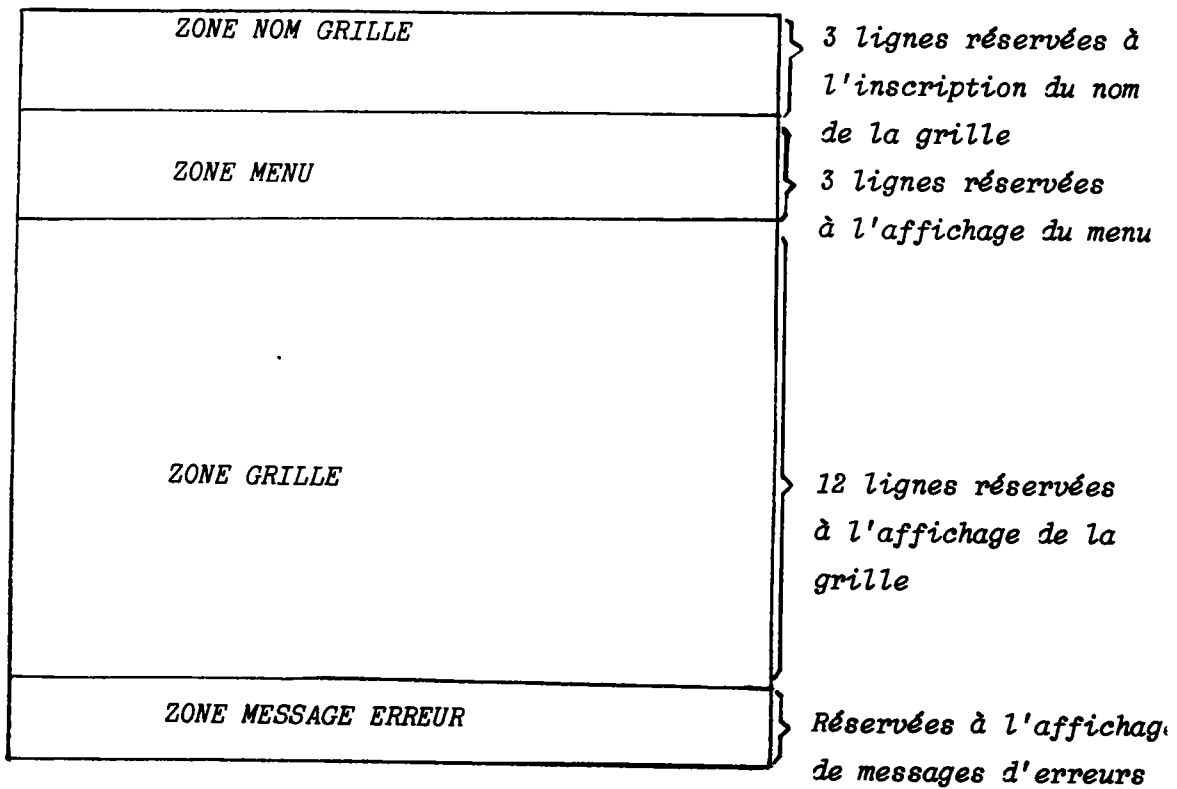 ZONE NOM GRILLE
3 lignes réservées à
l'inscription du nom
de la grille
ZONE MENU
3 lignes réservées
à l'affichage du menu
ZONE GRILLE
12 lignes réservées
à l'affichage de la
grille
ZONE MESSAGE ERREUR
Réservées à l'affichage
de messages d'erreurs